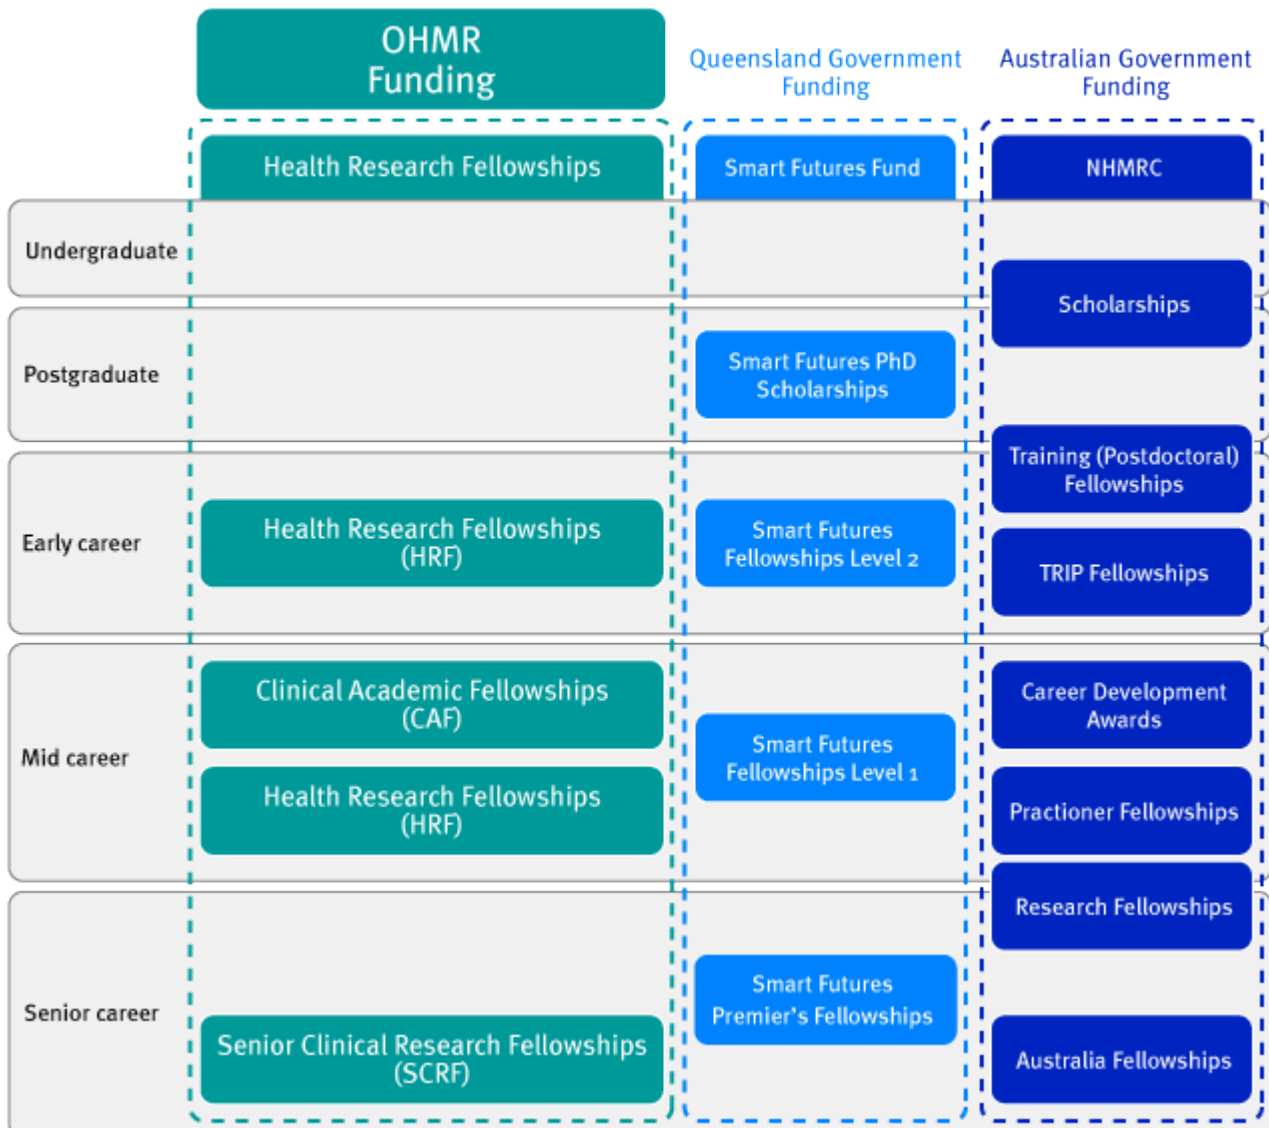 OHMR
Funding
Queensland Government
Funding
Australian Government
Funding
Health Research Fellowships
Smart Futures Fund
NHMRC
Undergraduate
Scholarships
Postgraduate
Smart Futures PhD
Scholarships
Training (Postdoctoral)
Fellowships
Early career
Health Research Fellowships
(HRF)
Smart Futures
Fellowships Level 2
TRIP Fellowships
Mid career
Clinical Academic Fellowships
(CAF)
Health Research Fellowships
(HRF)
Smart Futures
Fellowships Level 1
Career Development
Awards
Practioner Fellowships
Research Fellowships
Senior career
Senior Clinical Research Fellowships
(SCRF)
Smart Futures
Premier's Fellowships
Australia Fellowships